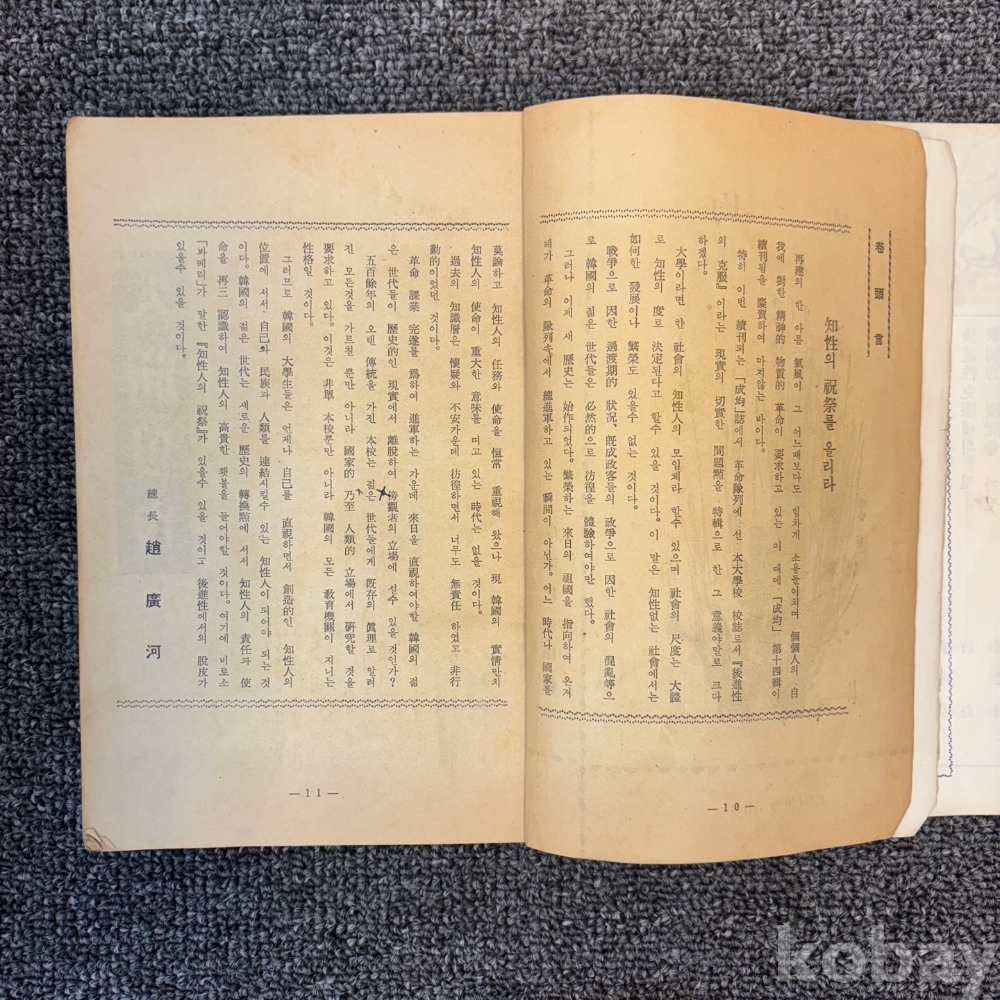 卷頭言
知性의 祝祭를 올리라
再建의 한 아름 氣風이 그 어느때보다도 힘차게 소용돌이치며 個個人의 自
我에 對한 精神的 物質的 革命이 要求하고 있는 이 때에 「成均」 第十四輯이
續刊됨을 慶賀하여 마지않는 바이다.
特히 이번 續刊되는 「成均」誌에서 革命隊列에 선 本大學校 校誌로서 『後進性
의 克服』이라는 現實의 切實한 問題點을 特輯으로 한 그 意義야말로 크다
하겠다.
大學이라면 한 社會의 知性人의 모임체라 할수 있으며 社會의 尺度는 大體
로 知性의 度로 決定된다고 할수 있을 것이다. 이 말은 知性없는 社會에서는
如何한 發展이나 繁榮도 있을수 없는 것이다.
戰爭으로 因한 過渡期的 狀況、既成政客들의 政爭으로 因한 社會의 混亂等으
로 韓國의 젊은 世代들은 必然的으로 彷徨을 體驗하여야만 했다.
그러나 이제 새 歷史는 始作되었다. 繁榮하는 來日의 祖國을 指向하여 온겨
레가 革命의 隊列속에서 總進軍하고 있는 瞬間이 아닌가. 어느 時代나 國家를
—10—
莫論하고 知性人의 任務와 使命을 恒常 重視해 왔으나 現 韓國의 實情만치
知性人의 使命이 重大한 意味를 띠고 있는 時代는 없을 것이다.
過去의 知識層은 懷疑와 不安가운데 彷徨하면서 너무도 無責任 하였고 非行
動的이었던 것이다.
革命 課業 完遂를 爲하여 進軍하는 가운데 來日을 直視하여야할 韓國의 젊
은 世代들이 歷史的인 現實에서 離脫하여 傍觀者의 立場에 설수 있을 것인가?
五百餘年의 오랜 傳統을 가진 本校는 젊은 世代들에게 既存의 眞理로 알려
진 모든것을 가르칠 뿐만 아니라 國家的 乃至 人類的 立場에서 硏究할 것을
要求하고 있다. 이것은 非單 本校뿐만 아니라 韓國의 모든 敎育機關이 지니는
性格일 것이다.
그러므로 韓國의 大學生들은 언제나 自己를 直視하면서 創造的인 知性人의
位置에 서서 自己와 民族과 人類를 連結시킬수 있는 知性人이 되어야 되는 것
이다. 韓國의 젊은 世代는 새로운 歷史의 轉換點에 서서 知性人의 責任과 使
命을 再三 認識하여 知性人의 高貴한 횃불을 들어야할 것이다. 여기에 비로소
「봐레리」가 말한 『知性人의 祝祭』가 있을수 있을 것이고 後進性에서의 脫皮가
있을수 있을 것이다.
總長 趙廣河
—11—
kobay